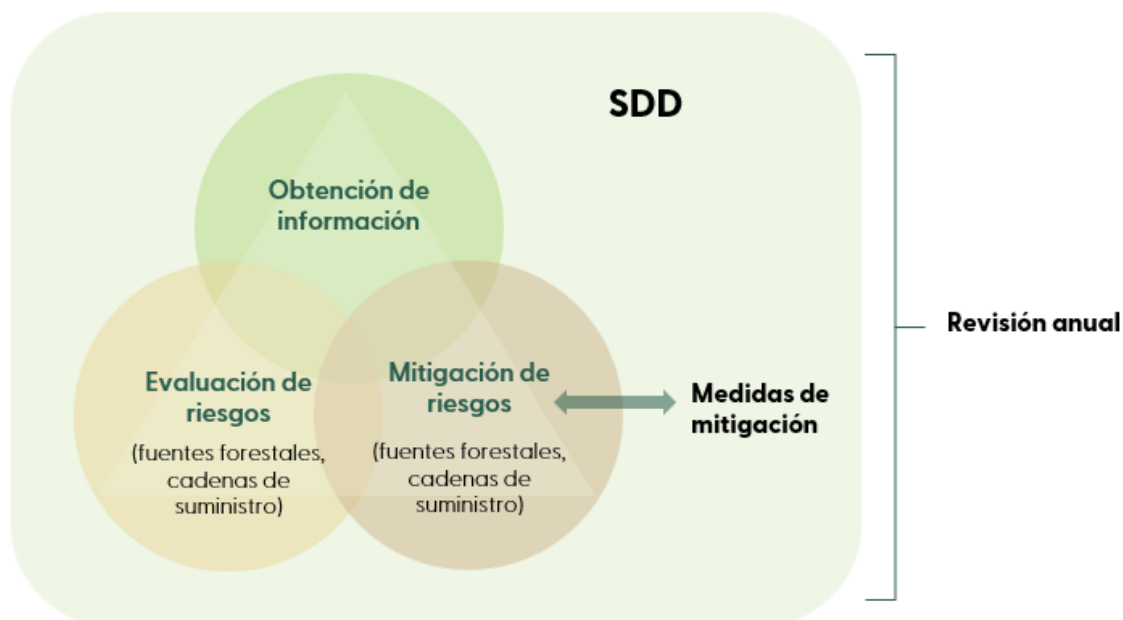 SDD
Obtención de
información
Evaluación de
riesgos
(fuentes forestales,
cadenas de
suministro)
Mitigación de
riesgos
(fuentes forestales,
cadenas de
suministro)
Medidas de
mitigación
Revisión anual